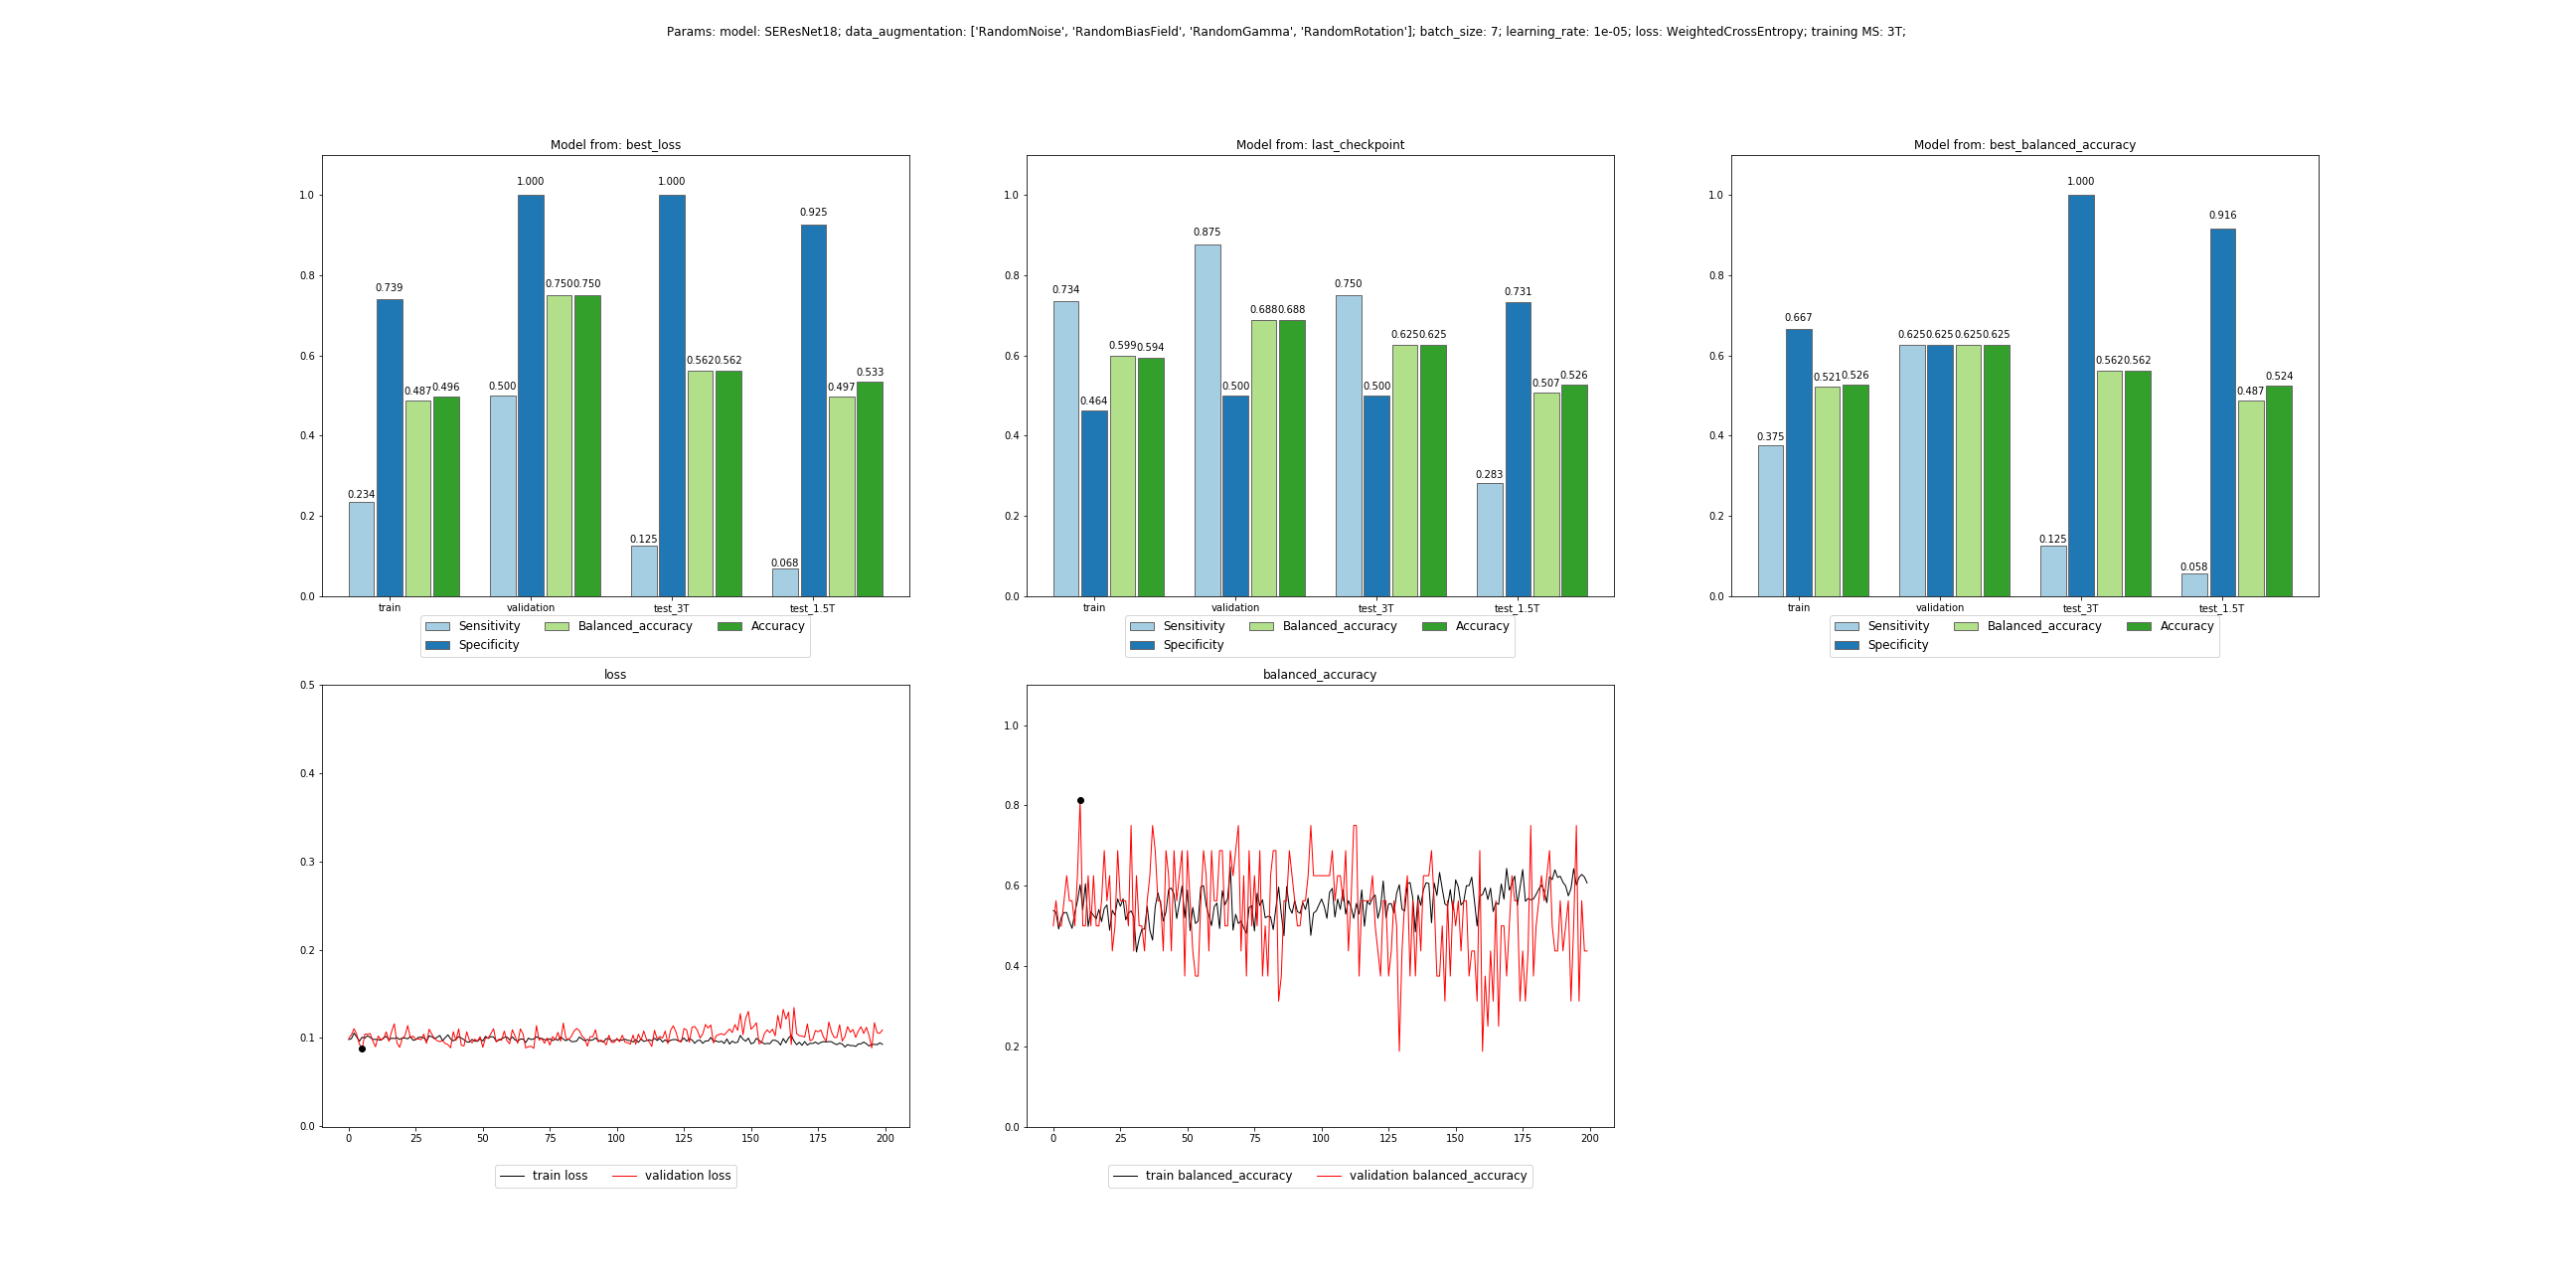 Params: model: SEResNet18; data_augmentation: ['RandomNoise', 'RandomBiasField', 'RandomGamma', 'RandomRotation']; batch_size: 7; learning_rate: 1e-05; loss: WeightedCrossEntropy; training MS: 3T;
Model from: best_loss
1.0
0.8
0.6
0.4
0.2
0.0
0.234
0.739
0.487
0.496
0.500
1.000
0.750
0.750
0.125
1.000
0.562
0.562
0.068
0.925
0.497
0.533
train
validation
test_3T
test_1.5T
Sensitivity
Specificity
Balanced_accuracy
Accuracy
Model from: last_checkpoint
1.0
0.8
0.6
0.4
0.2
0.0
0.734
0.464
0.599
0.594
0.875
0.500
0.688
0.688
0.750
0.500
0.625
0.625
0.283
0.731
0.507
0.526
train
validation
test_3T
test_1.5T
Sensitivity
Specificity
Balanced_accuracy
Accuracy
Model from: best_balanced_accuracy
1.0
0.8
0.6
0.4
0.2
0.0
0.375
0.667
0.521
0.526
0.625
0.625
0.625
0.625
0.125
1.000
0.562
0.562
0.058
0.916
0.487
0.524
train
validation
test_3T
test_1.5T
Sensitivity
Specificity
Balanced_accuracy
Accuracy
loss
0.5
0.4
0.3
0.2
0.1
0.0
0 25 50 75 100 125 150 175 200
train loss
validation loss
balanced_accuracy
1.0
0.8
0.6
0.4
0.2
0.0
0 25 50 75 100 125 150 175 200
train balanced_accuracy
validation balanced_accuracy